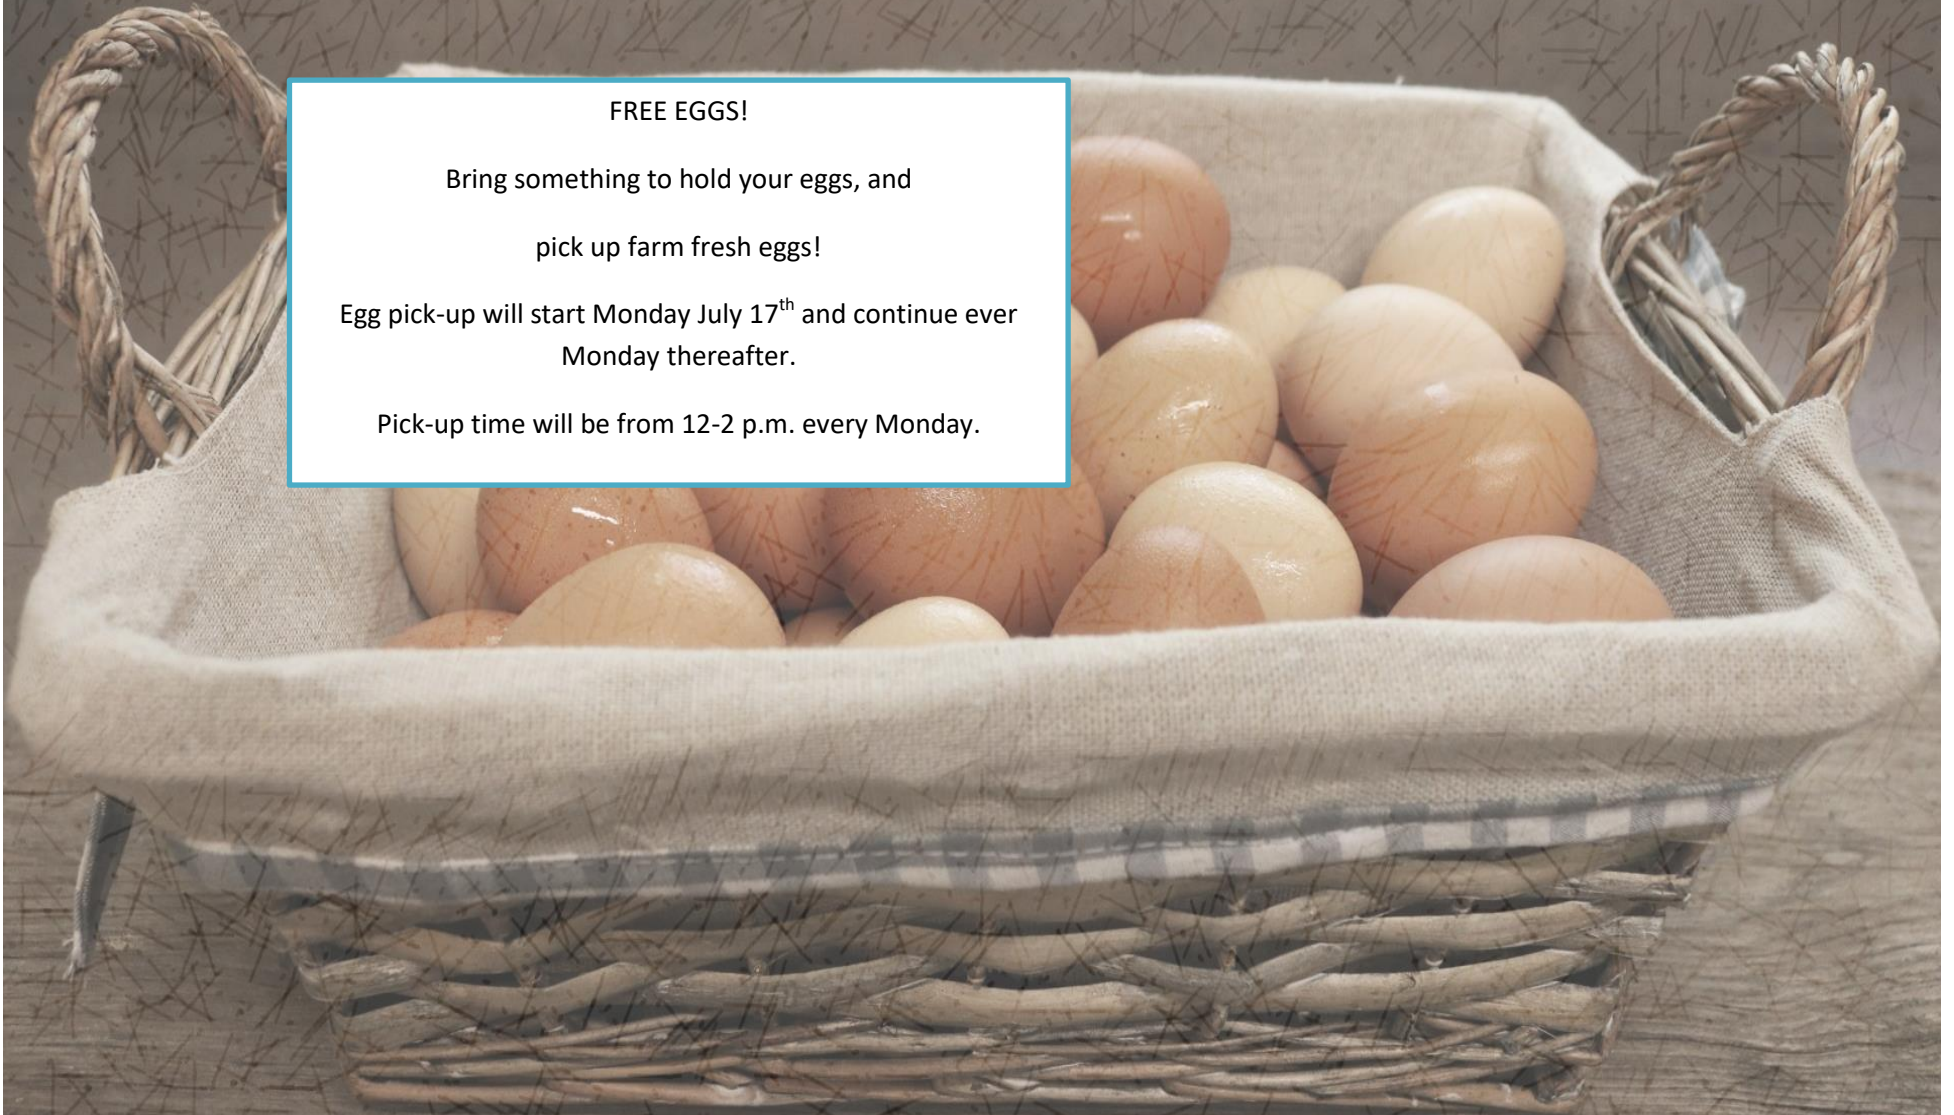 FREE EGGS!
Bring something to hold your eggs, and
pick up farm fresh eggs!
Egg pick-up will start Monday July 17th and continue ever
Monday thereafter.
Pick-up time will be from 12-2 p.m. every Monday.